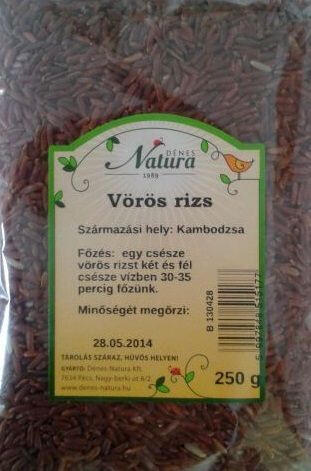 DÉNES
Natura
1989
Vörös rizs
Származási hely: Kambodzsa
Főzés: egy csésze
vörös rizst két és fél
csésze vízben 30-35
percig főzünk.
Minőségét megőrzi:
28.05.2014
B 130428
TÁROLÁS SZÁRAZ, HŰVÖS HELYEN!
GYÁRTÓ: Dénes-Natura Kft.
7634 Pécs, Nagy-berki út 6/2.
www.denes-natura.hu
250 g